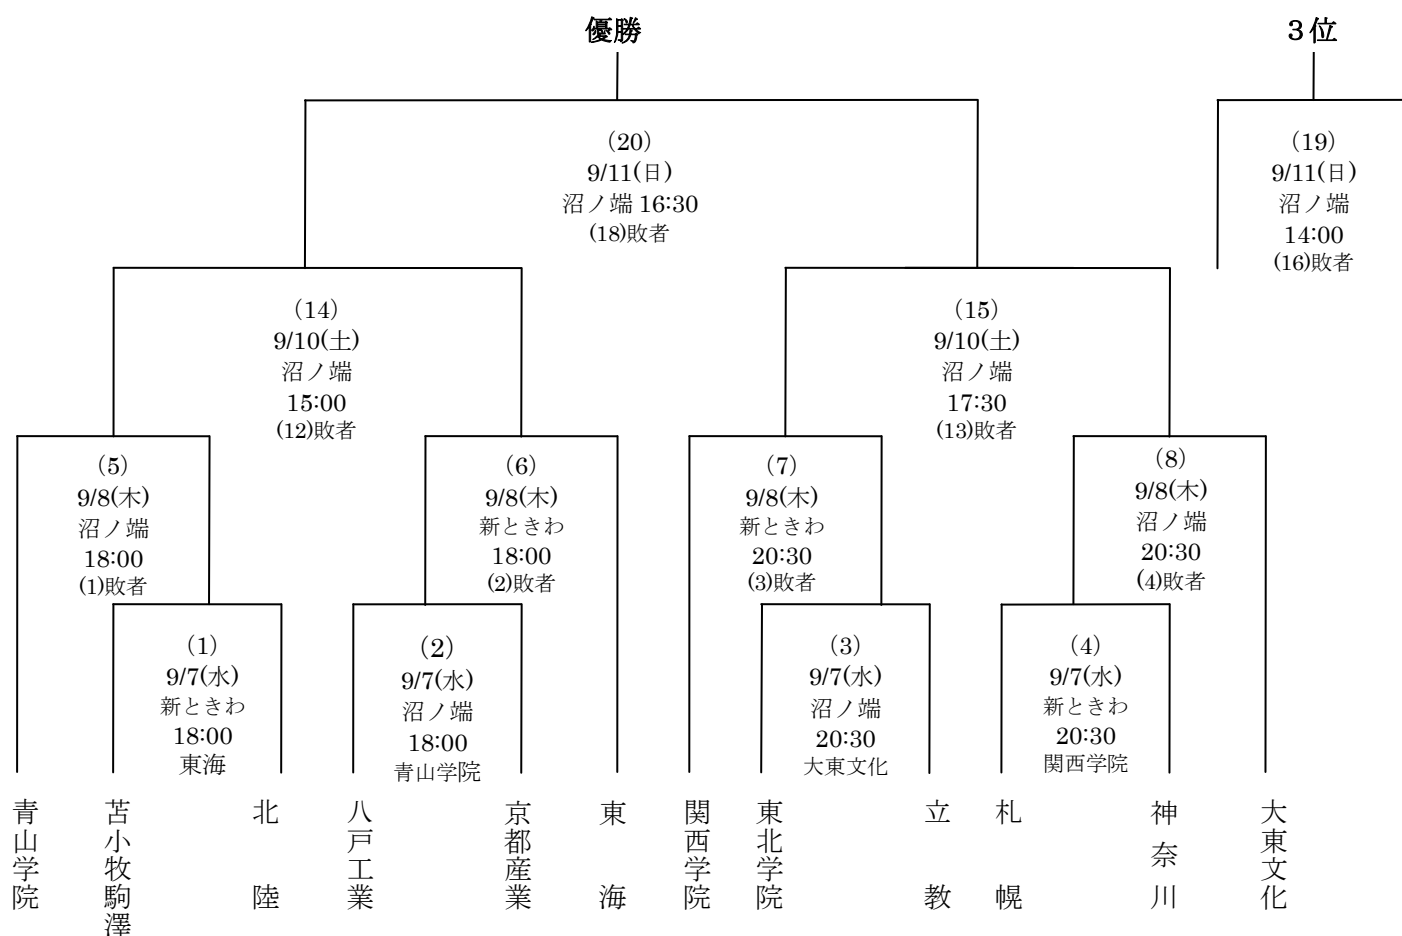 優勝
３位
（20）
9/11(日)
沼ノ端 16:30
(18)敗者
（19）
9/11(日)
沼ノ端
14:00
(16)敗者
（14）
9/10(土)
沼ノ端
15:00
(12)敗者
（15）
9/10(土)
沼ノ端
17:30
(13)敗者
（5）
9/8(木)
沼ノ端
18:00
(1)敗者
（6）
9/8(木)
新ときわ
18:00
(2)敗者
（7）
9/8(木)
新ときわ
20:30
(3)敗者
（8）
9/8(木)
沼ノ端
20:30
(4)敗者
（1）
9/7(水)
新ときわ
18:00
東海
（2）
9/7(水)
沼ノ端
18:00
青山学院
（3）
9/7(水)
沼ノ端
20:30
大東文化
（4）
9/7(水)
新ときわ
20:30
関西学院
青山学院
苫小牧駒澤
北陸
八戸工業
京都産業
東海
関西学院
東北学院
立教
札幌
神奈川
大東文化